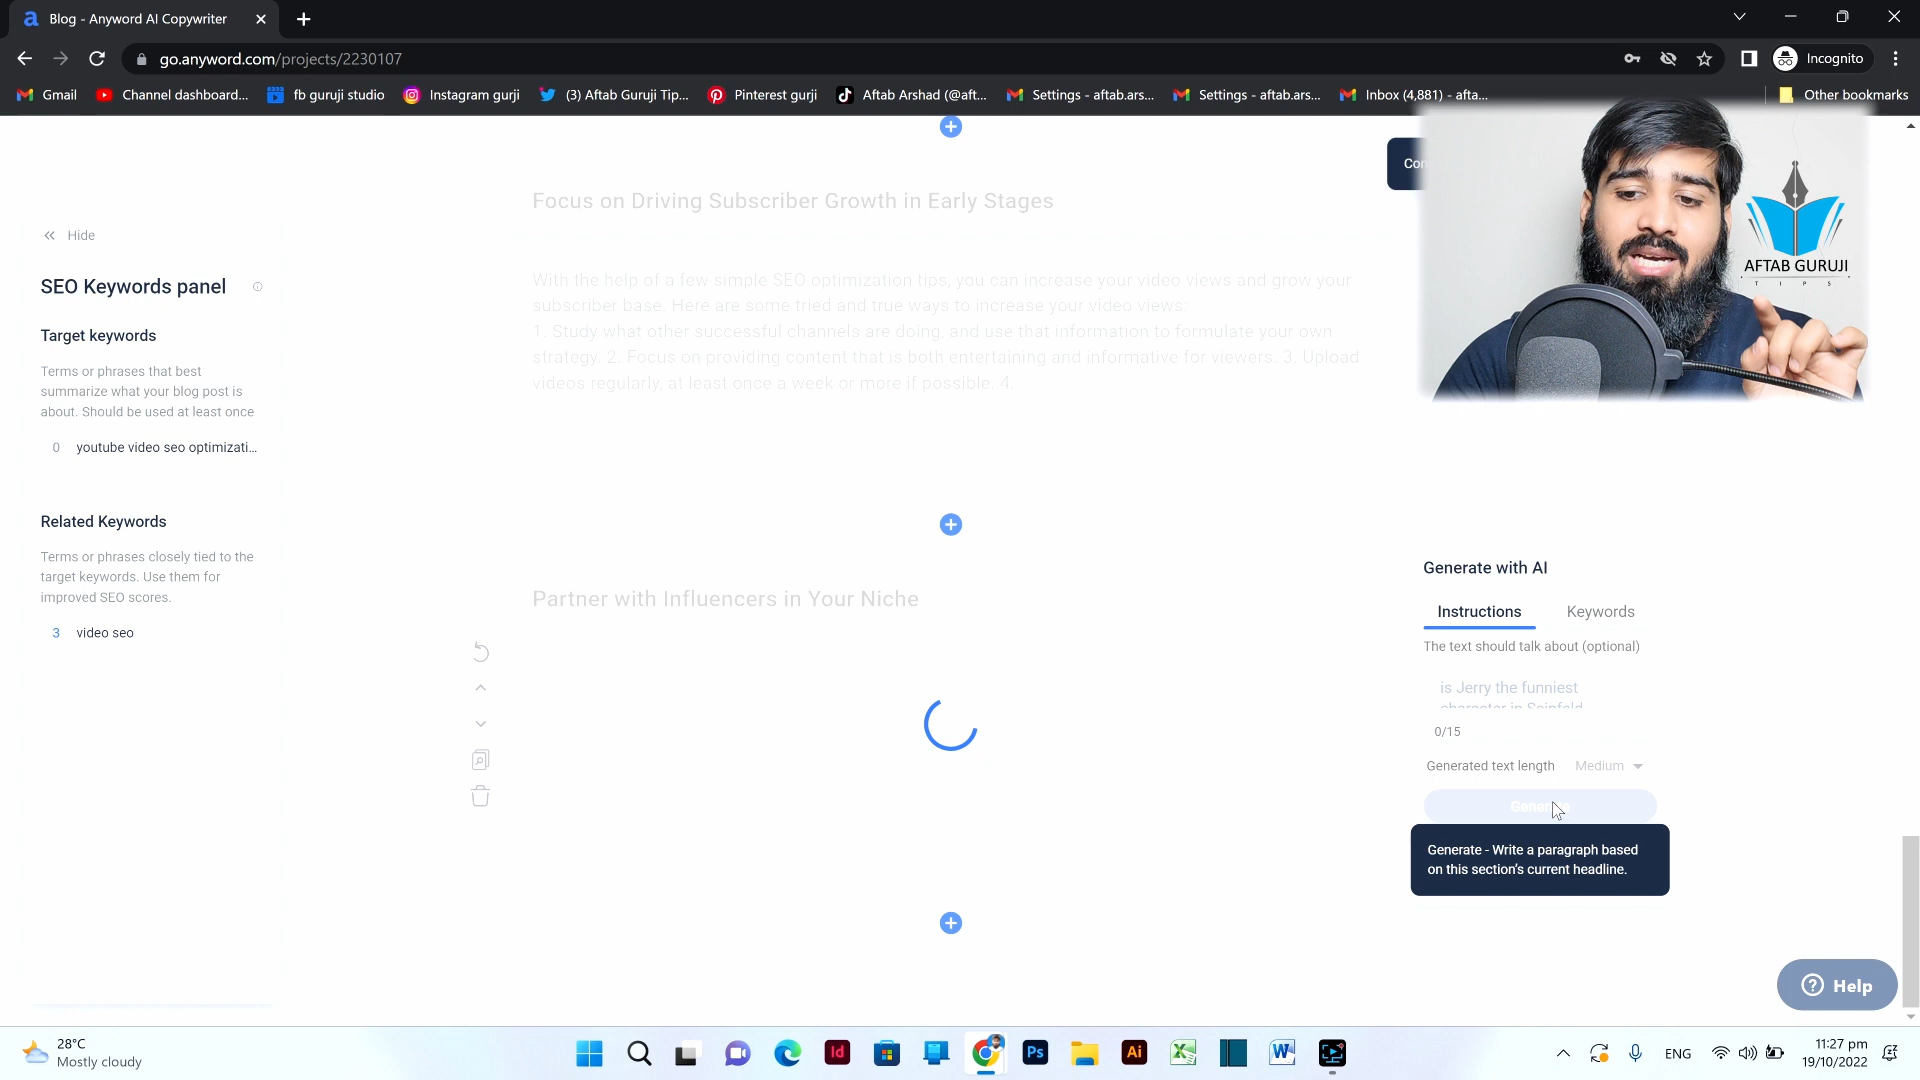 Blog - Anyword AI Copywriter
go.anyword.com/projects/2230107
Incognito
Gmail
Channel dashboard...
fb guruji studio
Instagram gurji
(3) Aftab Guruji Tip...
Pinterest gurji
Aftab Arshad (@aft...
Settings - aftab.ars...
Settings - aftab.ars...
Inbox (4,881) - afta...
Other bookmarks
AFTAB GURUJI
TIPS
Focus on Driving Subscriber Growth in Early Stages
With the help of a few simple SEO optimization tips, you can increase your video views and grow your
subscriber base. Here are some tried and true ways to increase your video views:
1. Study what other successful channels are doing, and use that information to formulate your own
strategy. 2. Focus on providing content that is both entertaining and informative for viewers. 3. Upload
videos regularly, at least once a week or more if possible. 4.
Hide
SEO Keywords panel
Target keywords
Terms or phrases that best
summarize what your blog post is
about. Should be used at least once
0 youtube video seo optimizati...
Related Keywords
Terms or phrases closely tied to the
target keywords. Use them for
improved SEO scores.
3 video seo
Partner with Influencers in Your Niche
Generate with AI
Instructions
Keywords
The text should talk about (optional)
is Jerry the funniest
character in Seinfeld
0/15
Generated text length
Medium
Generate - Write a paragraph based
on this section's current headline.
Help
28°C
Mostly cloudy
Id
Ps
Ai
ENG
11:27 pm
19/10/2022